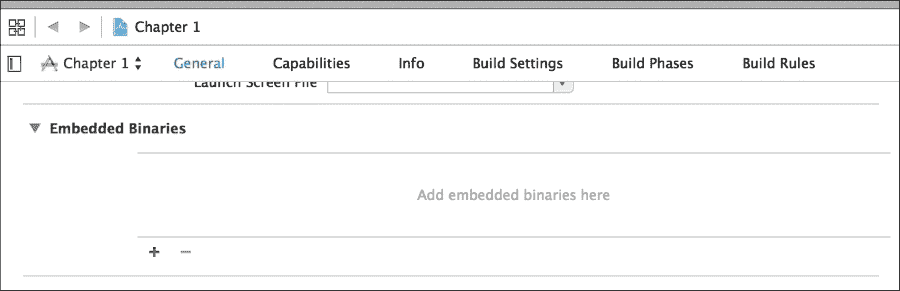 Chapter 1
Chapter 1 General Capabilities Info Build Settings Build Phases Build Rules
Launch Screen File
Embedded Binaries
Add embedded binaries here